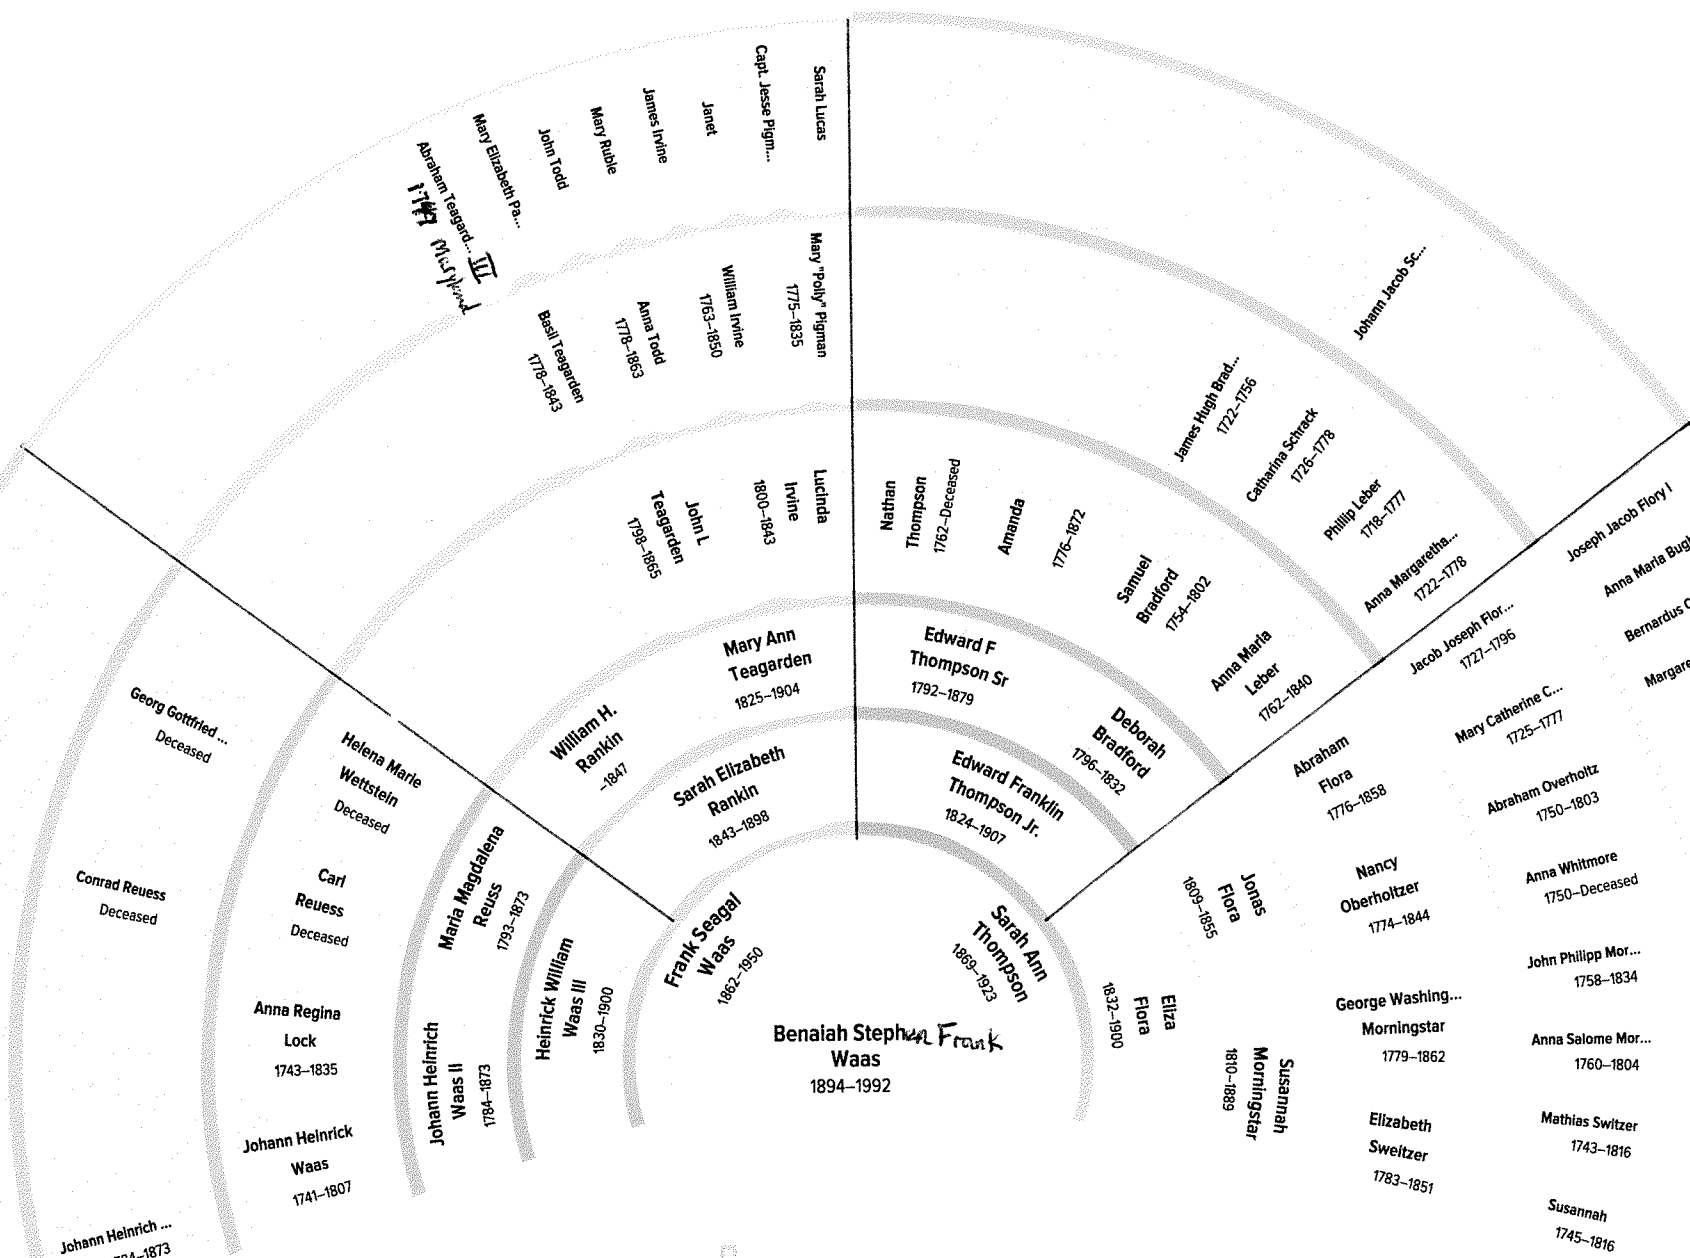 Sarah Lucas
Capt. Jesse Pigm...
Janet
James Irvine
Mary Ruble
John Todd
Mary Elizabeth Pa...
Abraham Teagard... III
Maryland
Mary "Polly" Pigman
1775–1835
William Irvine
1763–1850
Anna Todd
1778–1863
Basil Teagarden
1778–1843
Lucinda
Irvine
1800–1843
John L
Teagarden
1798–1865
Mary Ann
Teagarden
1825–1904
William H.
Rankin
–1847
Sarah Elizabeth
Rankin
1843–1898
Johann Jacob Sc...
James Hugh Brad...
1722–1756
Catharina Schrack
1726–1778
Phillip Leber
1718–1777
Anna Margaretha...
1722–1778
Nathan
Thompson
1762–Deceased
Amanda
1776–1872
Samuel
Bradford
1754–1802
Anna Maria
Leber
1762–1840
Edward F
Thompson Sr
1792–1879
Deborah
Bradford
1796–1832
Edward Franklin
Thompson Jr.
1824–1907
Georg Gottfried ...
Deceased
Conrad Reuess
Deceased
Helena Marie
Wettstein
Deceased
Carl
Reuess
Deceased
Anna Regina
Lock
1743–1835
Johann Heinrick
Waas
1741–1807
Johann Heinrich ...
Maria Magdalena
Reuss
1793–1873
Johann Heinrich
Waas II
1784–1873
Heinrick William
Waas III
1830–1900
Frank Seagal
Waas
1862–1950
Sarah Ann
Thompson
1869–1923
Benaiah Stephen Frank
Waas
1894–1992
Eliza
Flora
1832–1900
Jonas
Flora
1809–1855
Susannah
Morningstar
1810–1889
Abraham
Flora
1776–1858
Nancy
Oberholtzer
1774–1844
George Washing...
Morningstar
1779–1862
Elizabeth
Sweitzer
1783–1851
Jacob Joseph Flor...
1727–1796
Mary Catherine C...
1725–1777
Abraham Overholtz
1750–1803
Anna Whitmore
1750–Deceased
John Philipp Mor...
1758–1834
Anna Salome Mor...
1760–1804
Mathias Switzer
1743–1816
Susannah
1745–1816
Joseph Jacob Flory I
Anna Maria
Bernardus